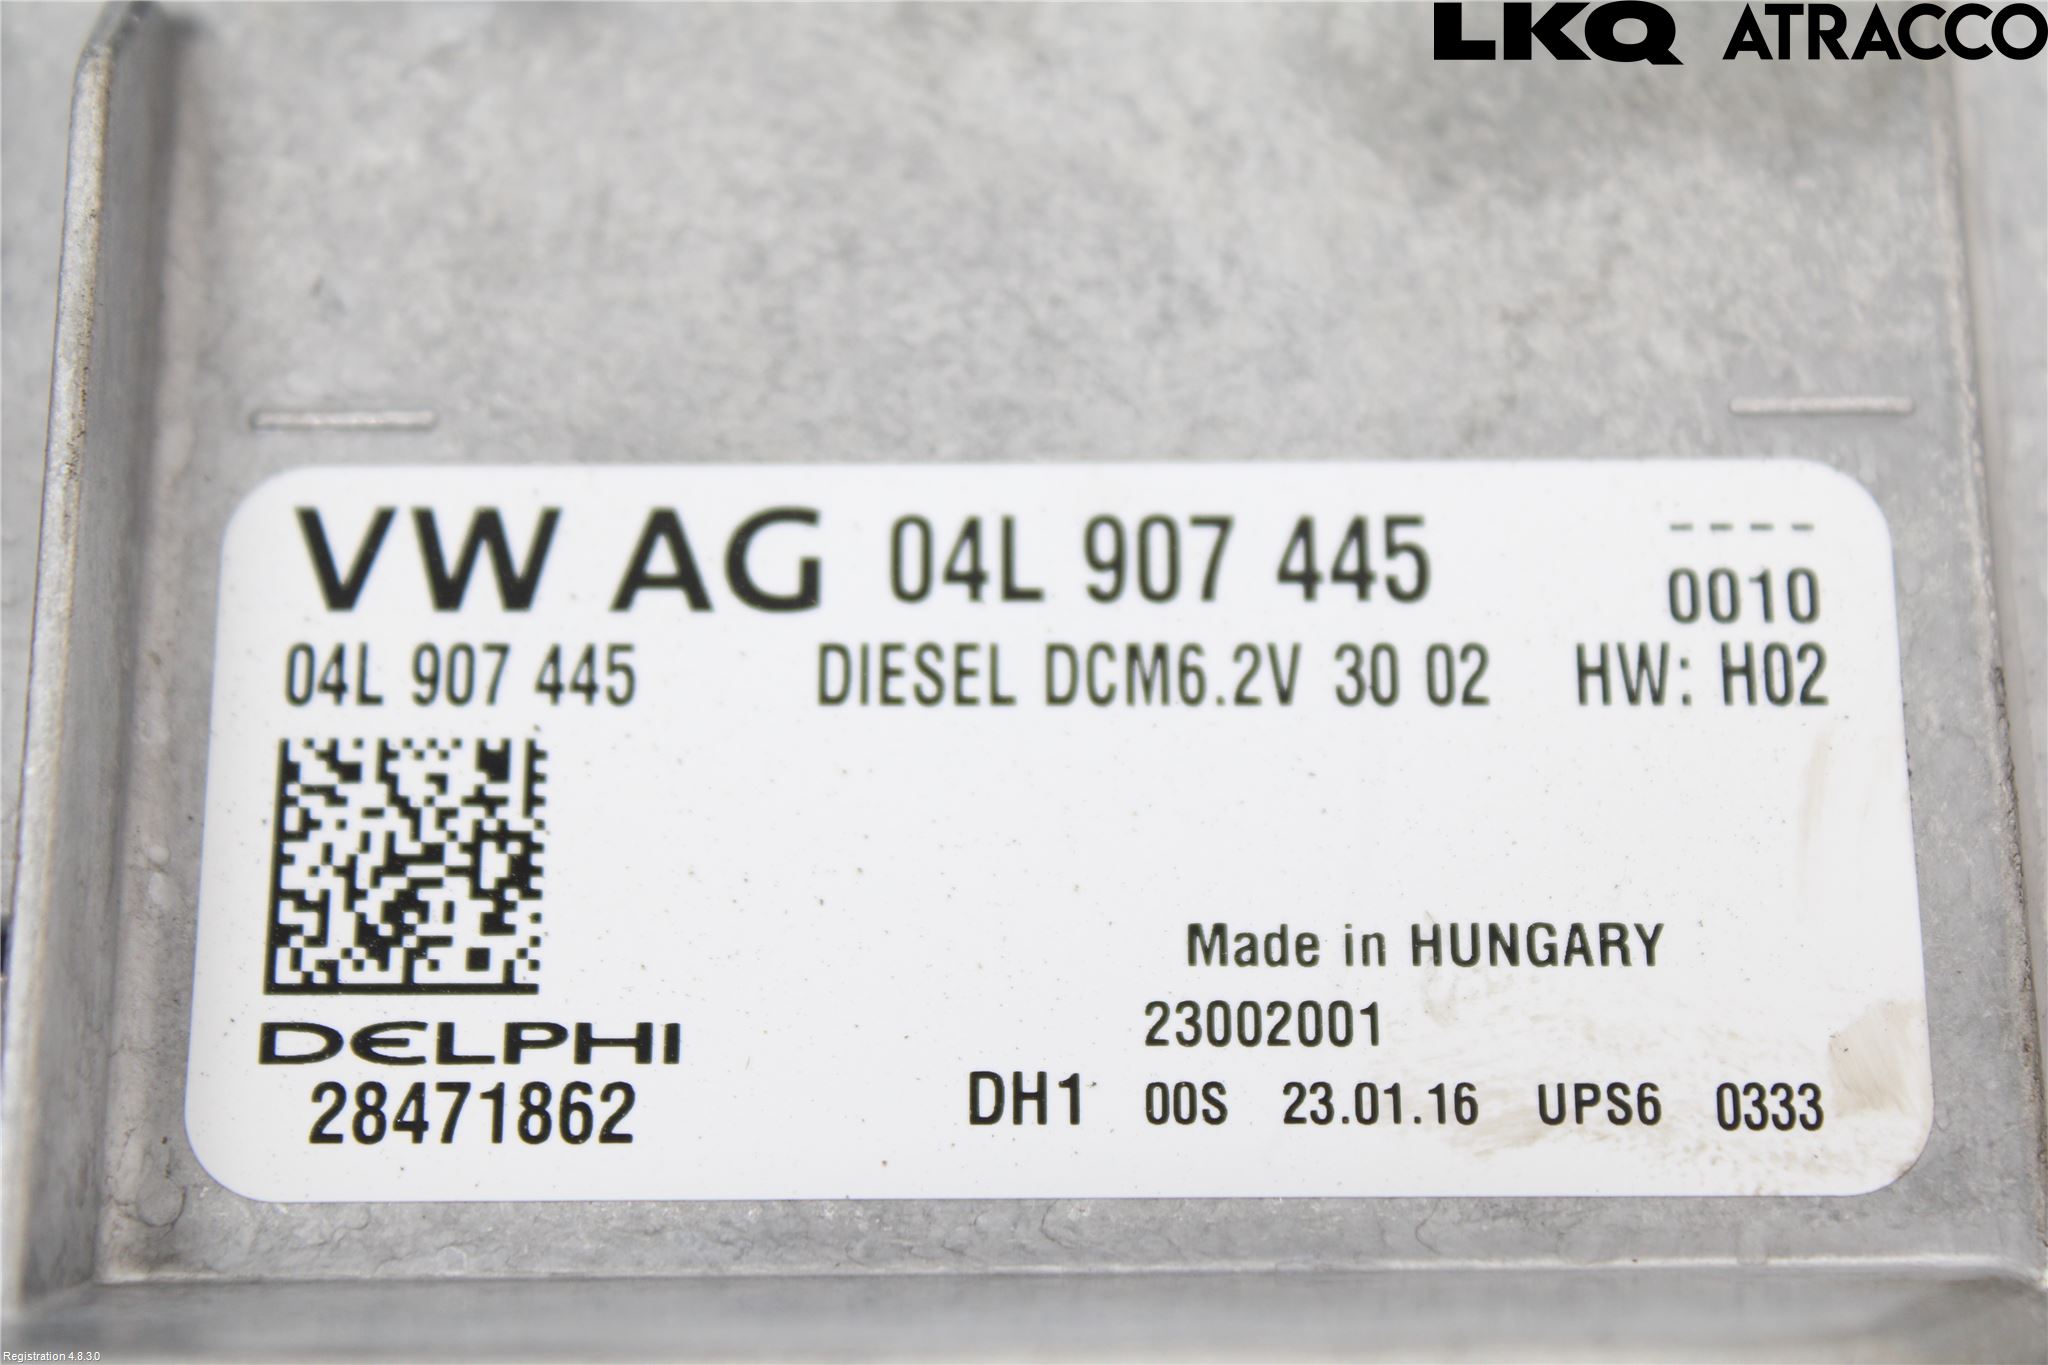 LKQ ATRACCO
VW AG 04L 907 445
----
0010
04L 907 445 DIESEL DCM6.2V 30 02 HW: H02
Made in HUNGARY
23002001
DELPHI
28471862
DH1 00S 23.01.16 UPS6 0333
Registration 4.8.3.0